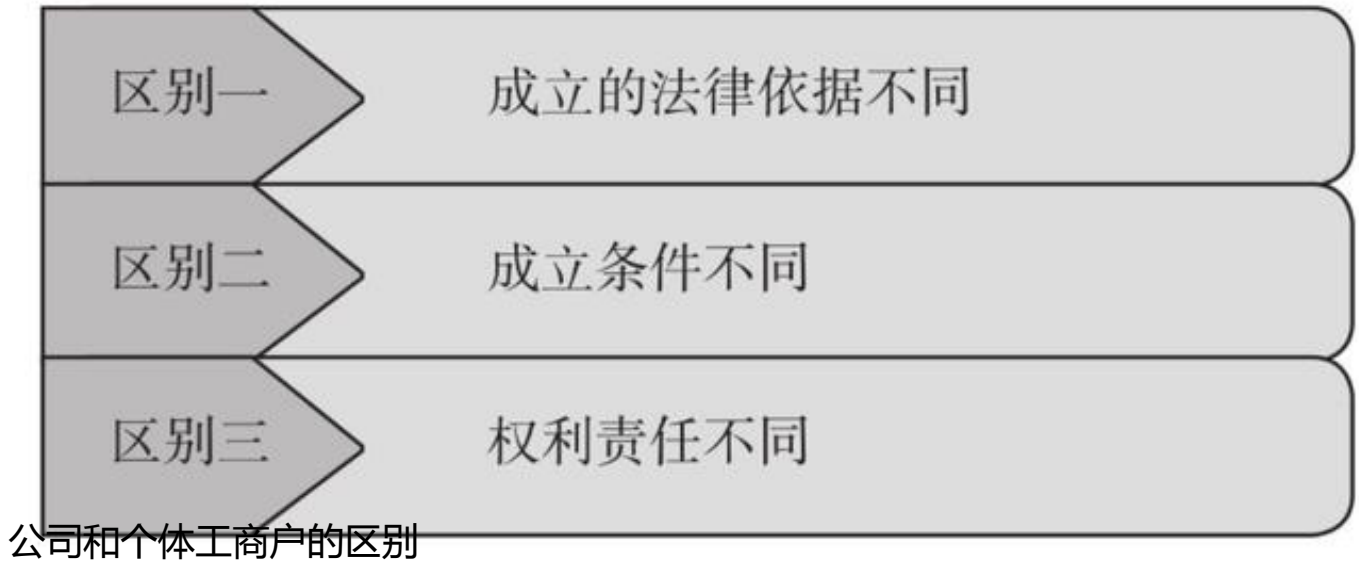 区别一 成立的法律依据不同
区别二 成立条件不同
区别三 权利责任不同
公司和个体工商户的区别